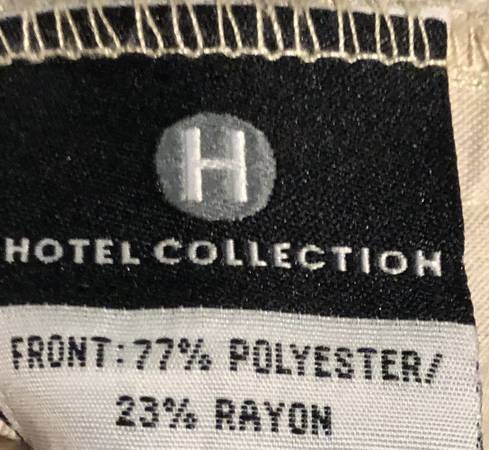 H
HOTEL COLLECTION
FRONT:77% POLYESTER/
23% RAYON